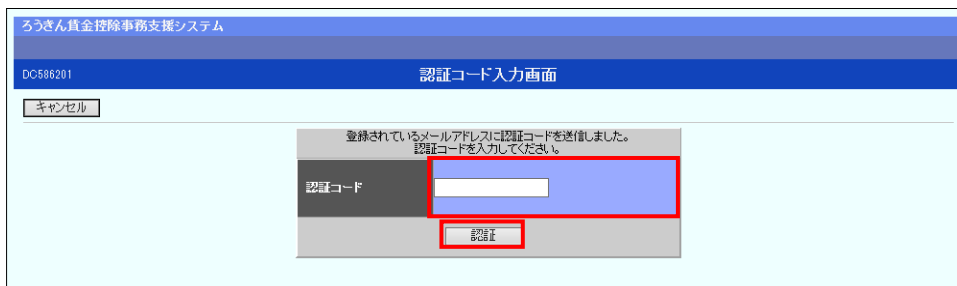 ろうきん賃金控除事務支援システム
DC586201
認証コード入力画面
キャンセル
登録されているメールアドレスに認証コードを送信しました。
認証コードを入力してください。
認証コード
認証